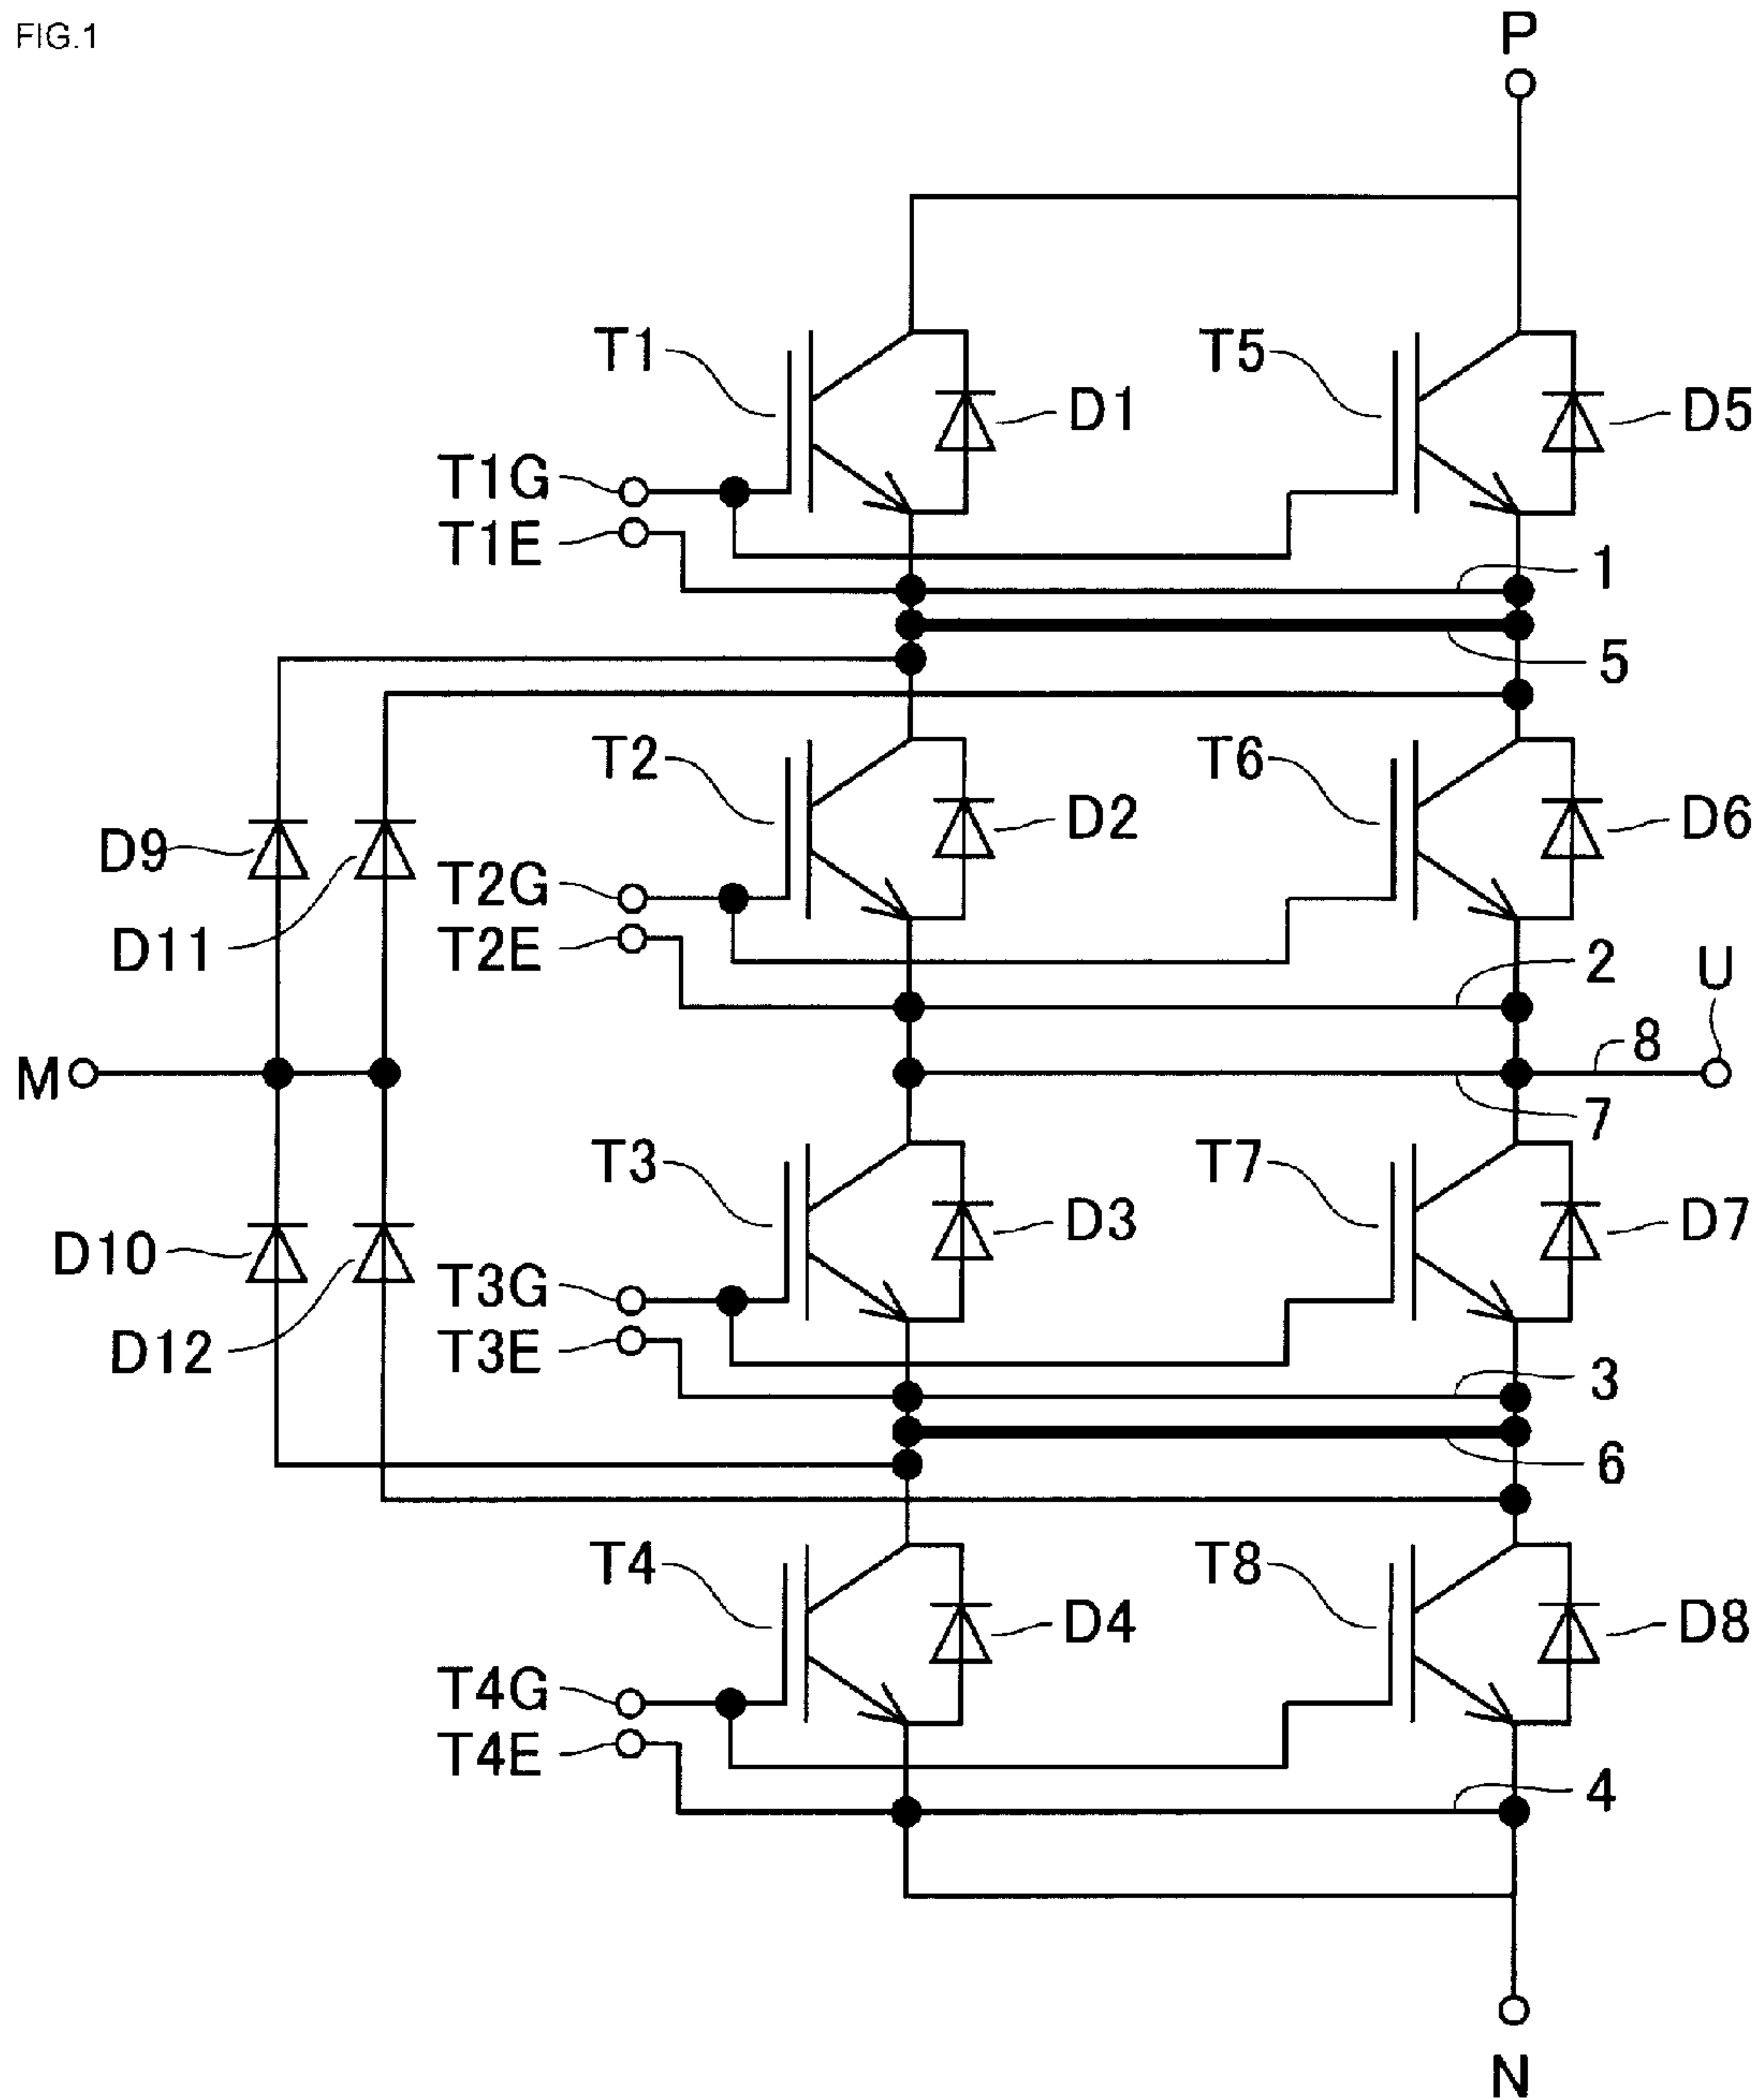 FIG.1
P
T1
D1
T5
D5
T1G
T1E
1
5
T2
D2
T6
D6
D9
D11
T2G
T2E
2
U
M
8
7
T3
D3
T7
D7
D10
D12
T3G
T3E
3
6
T4
D4
T8
D8
T4G
T4E
4
N